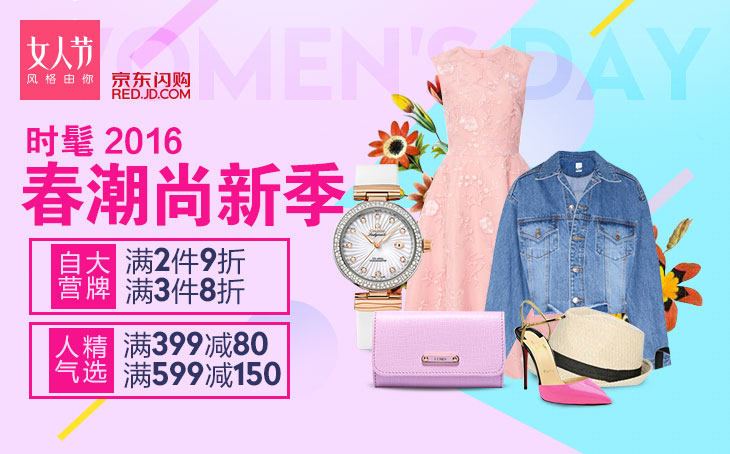 WOMEN'S DAY
女人节
风格由你
京东闪购
RED.JD.COM
时髦 2016
春潮尚新季
自营大牌
满2件9折
满3件8折
人气精选
满399减80
满599减150